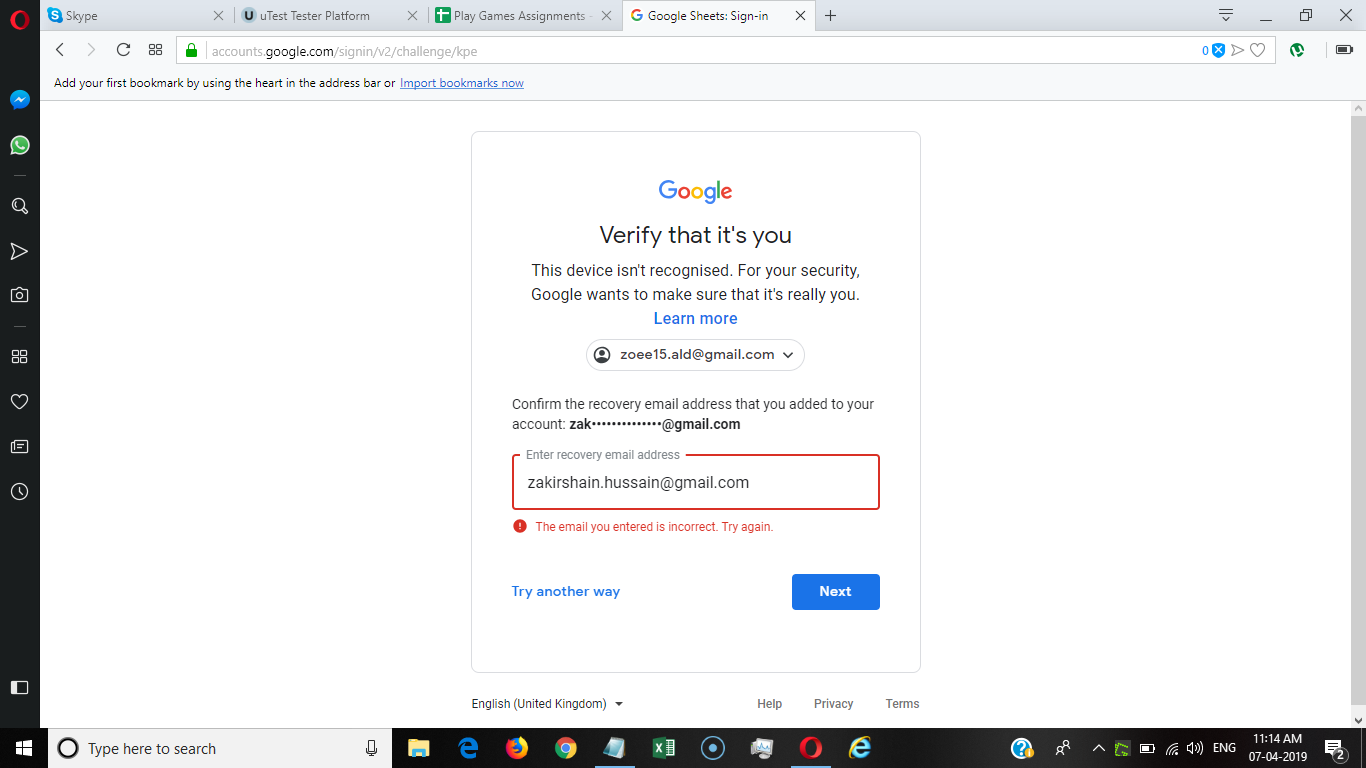 Skype
uTest Tester Platform
Play Games Assignments -
Google Sheets: Sign-in
accounts.google.com/signin/v2/challenge/kpe
0
Add your first bookmark by using the heart in the address bar or Import bookmarks now
Google
Verify that it's you
This device isn't recognised. For your security,
Google wants to make sure that it's really you.
Learn more
zoee15.ald@gmail.com
Confirm the recovery email address that you added to your
account: zak••••••••••••••@gmail.com
Enter recovery email address
zakirshain.hussain@gmail.com
The email you entered is incorrect. Try again.
Try another way
Next
English (United Kingdom)
Help
Privacy
Terms
Type here to search
ENG
11:14 AM
07-04-2019
2